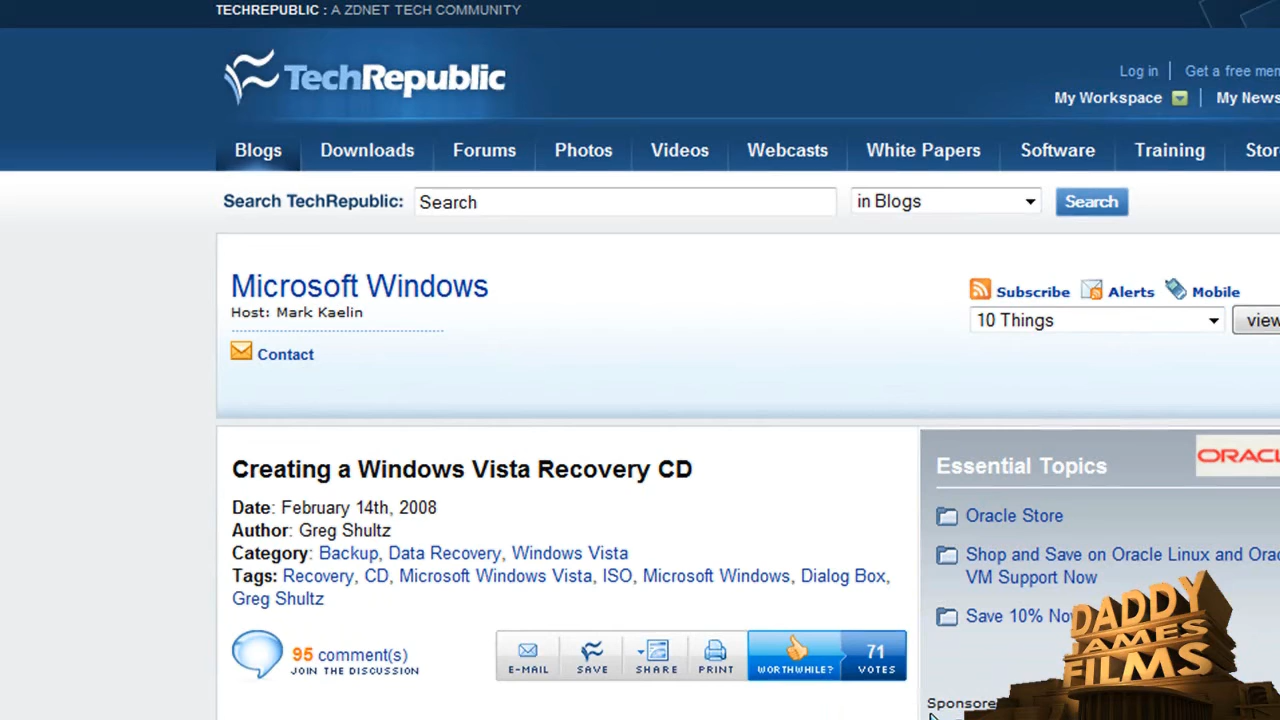 TECHREPUBLIC : A ZDNET TECH COMMUNITY
TechRepublic
Log in
Get a free mem
My Workspace
My News
Blogs
Downloads
Forums
Photos
Videos
Webcasts
White Papers
Software
Training
Stor
Search TechRepublic: Search in Blogs Search
Microsoft Windows
Host: Mark Kaelin
Contact
Subscribe Alerts Mobile
10 Things view
Creating a Windows Vista Recovery CD
Date: February 14th, 2008
Author: Greg Shultz
Category: Backup, Data Recovery, Windows Vista
Tags: Recovery, CD, Microsoft Windows Vista, ISO, Microsoft Windows, Dialog Box,
Greg Shultz
95 comment(s)
JOIN THE DISCUSSION
E-MAIL
SAVE
SHARE
PRINT
WORTHWHILE?
71
VOTES
Essential Topics
ORACL
Oracle Store
Shop and Save on Oracle Linux and Orac
VM Support Now
Save 10% No
Sponsore
DADDY
JAMES
FILMS